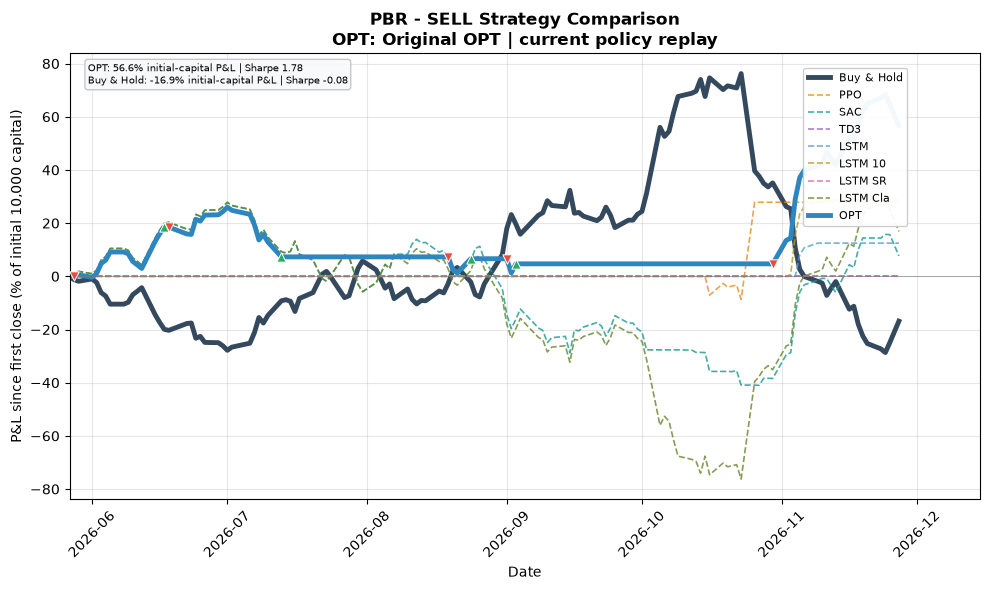 PBR - SELL Strategy Comparison
OPT: Original OPT | current policy replay
OPT: 56.6% initial-capital P&L | Sharpe 1.78
Buy & Hold: -16.9% initial-capital P&L | Sharpe -0.08
Buy & Hold
PPO
SAC
TD3
LSTM
LSTM 10
LSTM SR
LSTM Cla
OPT
P&L since first close (% of initial 10,000 capital)
80
60
40
20
0
−20
−40
−60
−80
2026-06
2026-07
2026-08
2026-09
2026-10
2026-11
2026-12
Date